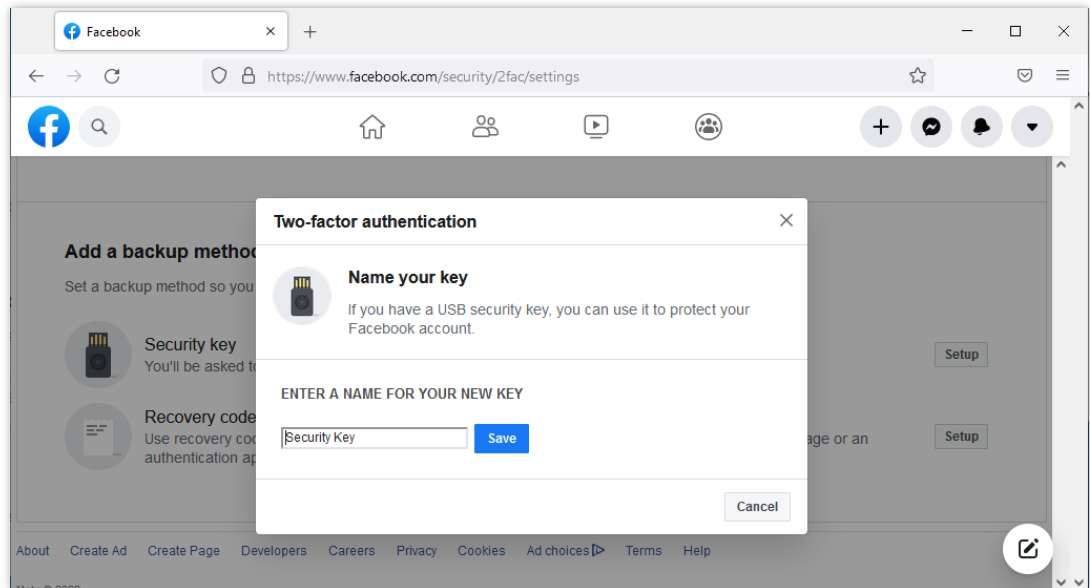 Facebook
https://www.facebook.com/security/2fac/settings
Two-factor authentication
Add a backup method
Name your key
Set a backup method so you
If you have a USB security key, you can use it to protect your
Facebook account.
Security key
You'll be asked to
Setup
ENTER A NAME FOR YOUR NEW KEY
Recovery code
Security Key
Save
Use recovery
age or an
Setup
authentication
Cancel
About Create Ad Create Page Developers Careers Privacy Cookies Ad choices Terms Help